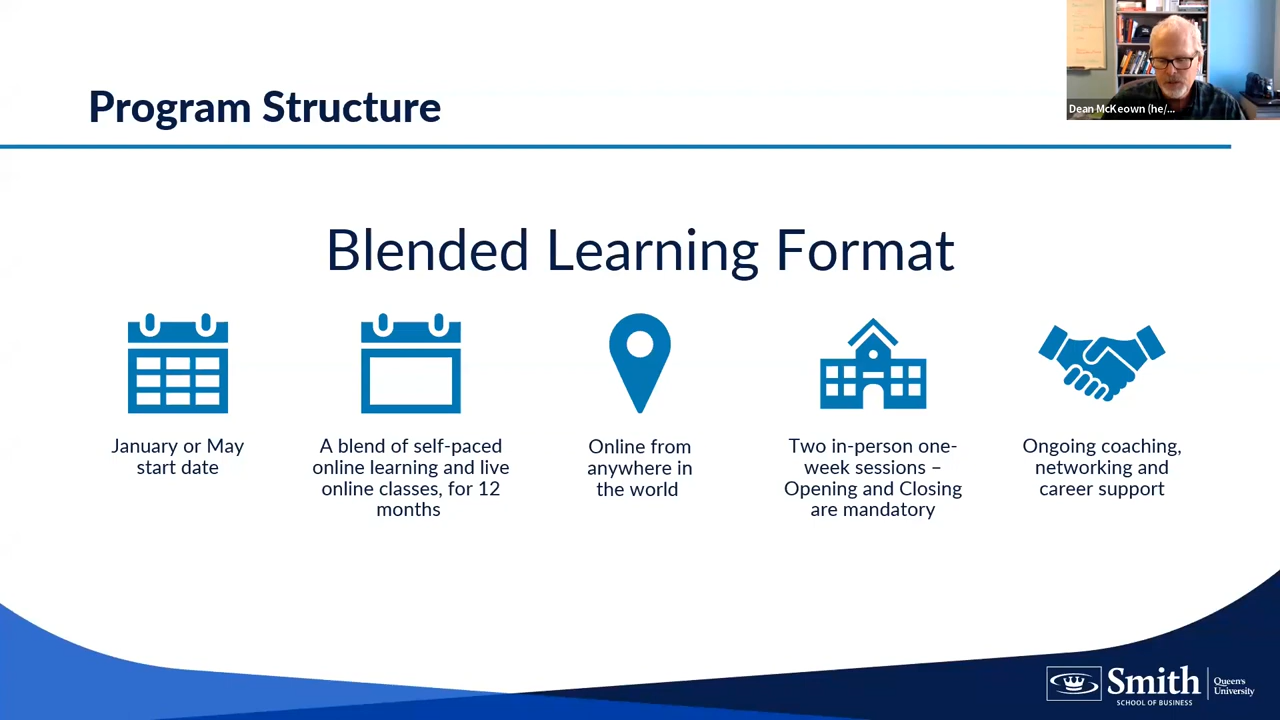 Program Structure
Dean McKeown (he/...
Blended Learning Format
January or May
start date
A blend of self-paced
online learning and live
online classes, for 12
months
Online from
anywhere in
the world
Two in-person one-
week sessions –
Opening and Closing
are mandatory
Ongoing coaching,
networking and
career support
Smith
SCHOOL OF BUSINESS
Queen's
University